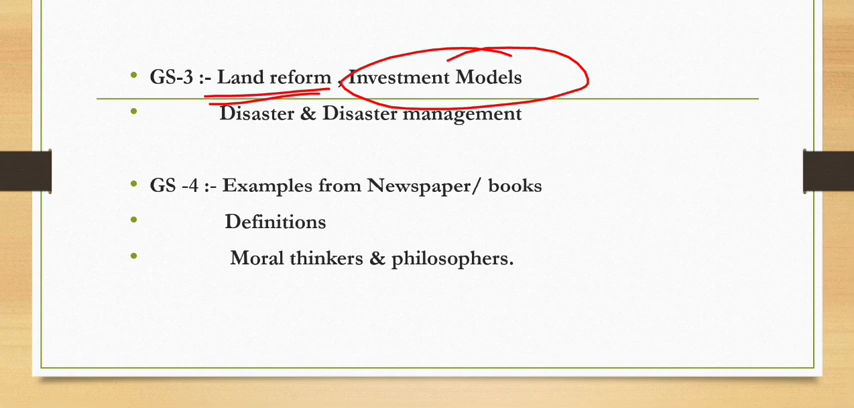 GS-3 :- Land reform , Investment Models
Disaster & Disaster management
GS -4 :- Examples from Newspaper/ books
Definitions
Moral thinkers & philosophers.